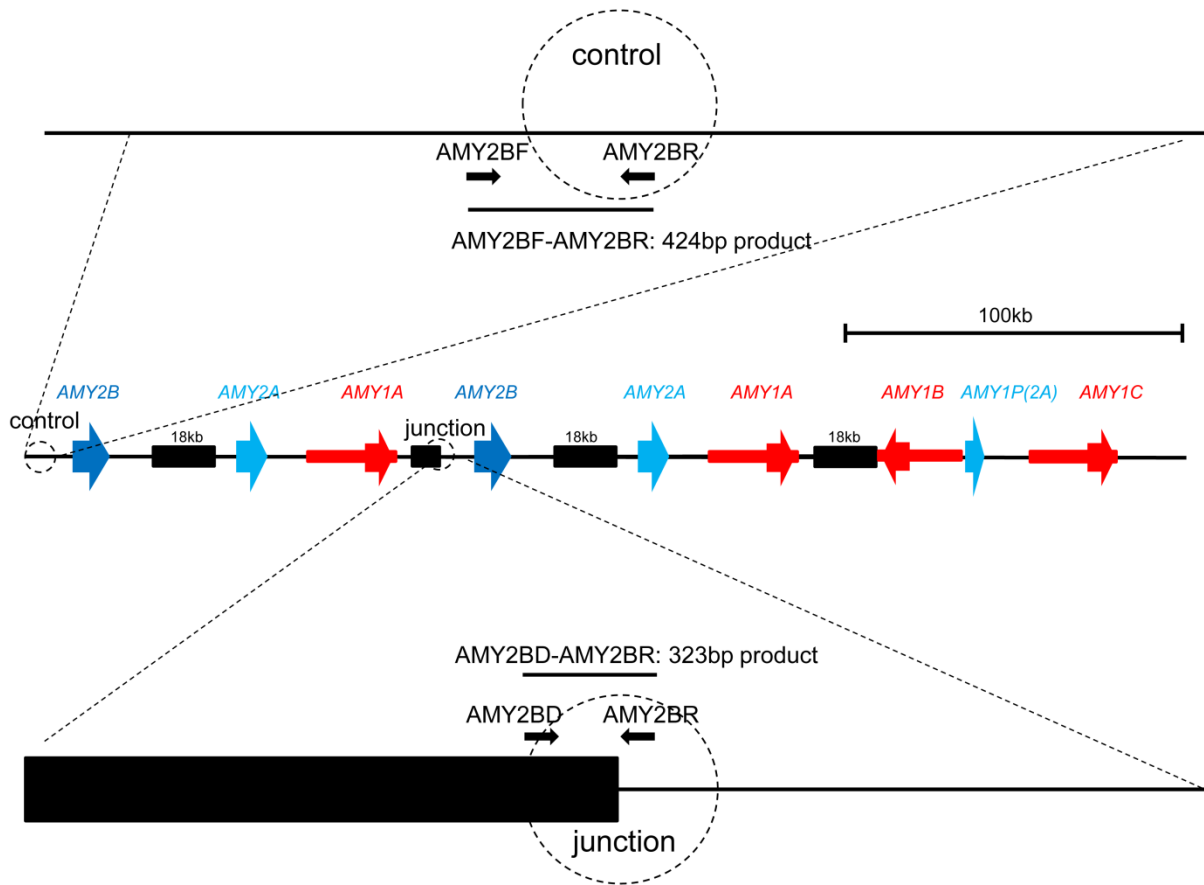 control
AMY2BF AMY2BR
AMY2BF-AMY2BR: 424bp product
100kb
AMY2B AMY2A AMY1A AMY2B AMY2A AMY1A AMY1B AMY1P(2A) AMY1C
control 18kb junction 18kb 18kb
AMY2BD-AMY2BR: 323bp product
AMY2BD AMY2BR
junction